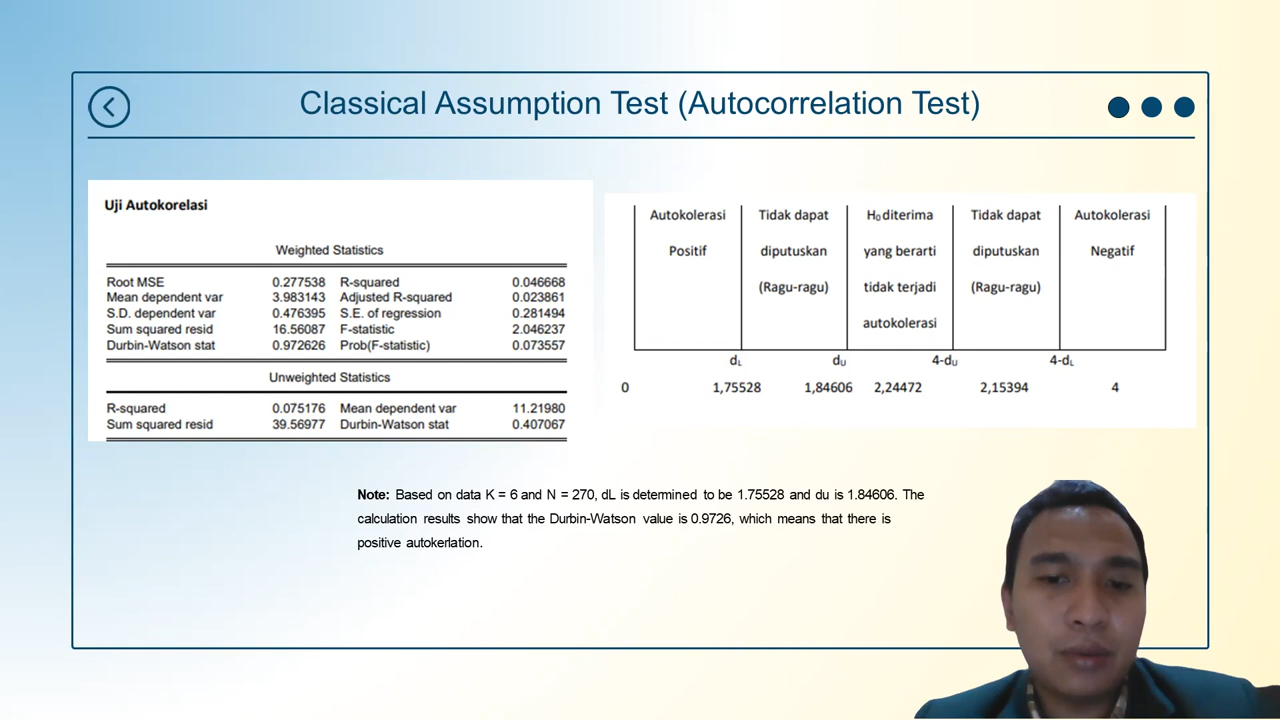 Classical Assumption Test (Autocorrelation Test)
Uji Autokorelasi
Weighted Statistics
Root MSE 0.277538 R-squared 0.046668
Mean dependent var 3.983143 Adjusted R-squared 0.023861
S.D. dependent var 0.476395 S.E. of regression 0.281494
Sum squared resid 16.56087 F-statistic 2.046237
Durbin-Watson stat 0.972626 Prob(F-statistic) 0.073557
Unweighted Statistics
R-squared 0.075176 Mean dependent var 11.21980
Sum squared resid 39.56977 Durbin-Watson stat 0.407067
Autokolerasi Tidak dapat H0 diterima Tidak dapat Autokolerasi
Positif diputuskan yang berarti diputuskan Negatif
(Ragu-ragu) tidak terjadi (Ragu-ragu)
autokolerasi
dL dU 4-dU 4-dL
0 1,75528 1,84606 2,24472 2,15394 4
Note: Based on data K = 6 and N = 270, dL is determined to be 1.75528 and du is 1.84606. The
calculation results show that the Durbin-Watson value is 0.9726, which means that there is
positive autokerlation.